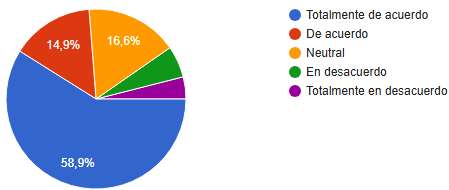 14,9%
16,6%
58,9%
Totalmente de acuerdo
De acuerdo
Neutral
En desacuerdo
Totalmente en desacuerdo